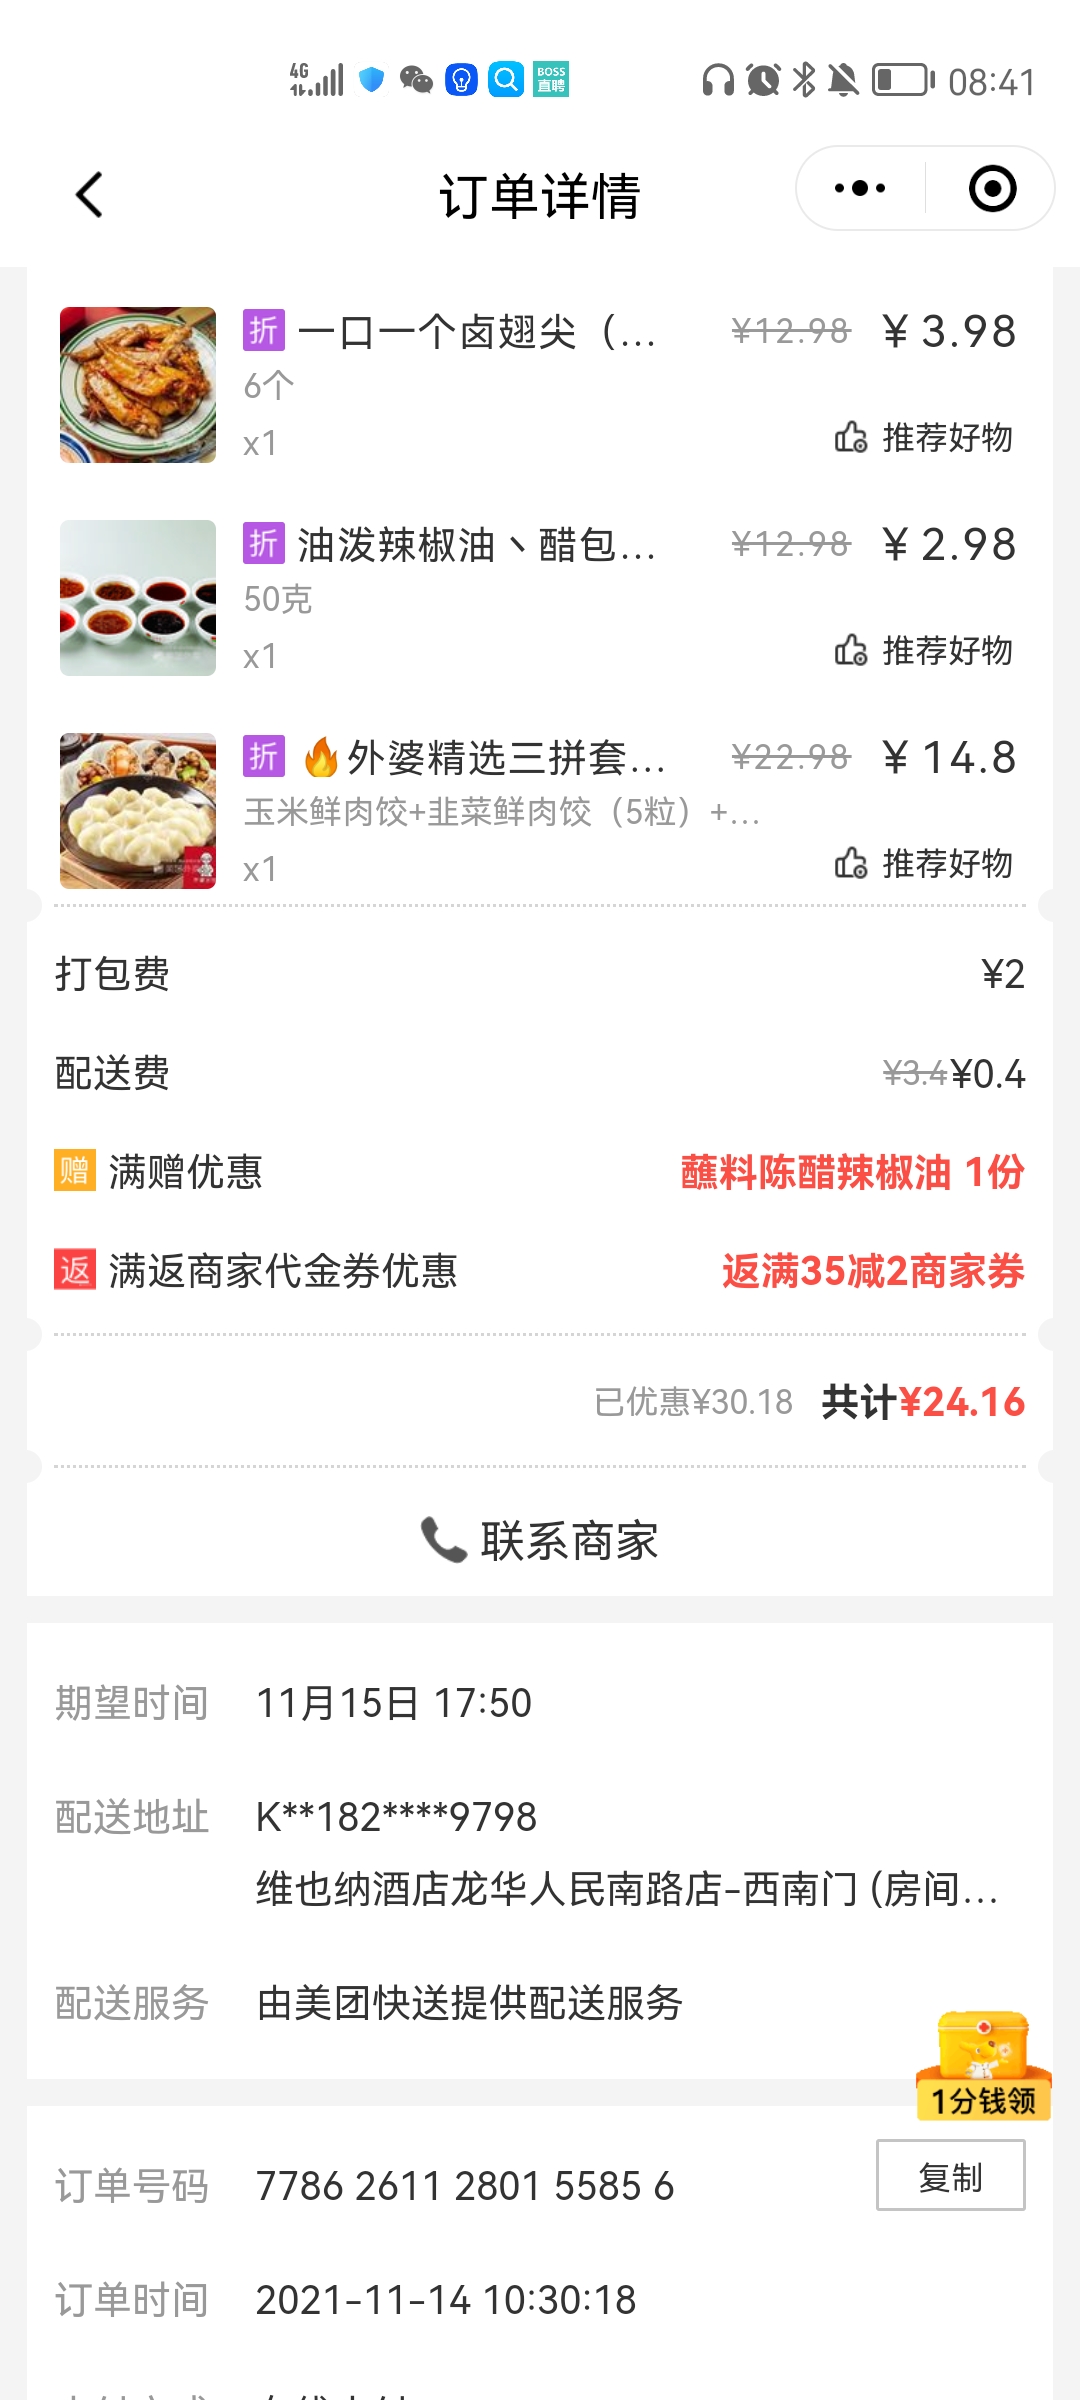 4G
BOSS
直聘
08:41
订单详情
折 一口一个卤翅尖（... ¥12.98 ¥3.98
6个
x1 推荐好物
折 油泼辣椒油丶醋包... ¥12.98 ¥2.98
50克
x1 推荐好物
折 🔥外婆精选三拼套... ¥22.98 ¥14.8
玉米鲜肉饺+韭菜鲜肉饺（5粒）+...
x1 推荐好物
打包费 ¥2
配送费 ¥3.4¥0.4
赠 满赠优惠 蘸料陈醋辣椒油 1份
返 满返商家代金券优惠 返满35减2商家券
已优惠¥30.18 共计¥24.16
联系商家
期望时间 11月15日 17:50
配送地址 K**182****9798
维也纳酒店龙华人民南路店-西南门 (房间...
配送服务 由美团快送提供配送服务
1分钱领
订单号码 7786 2611 2801 5585 6 复制
订单时间 2021-11-14 10:30:18